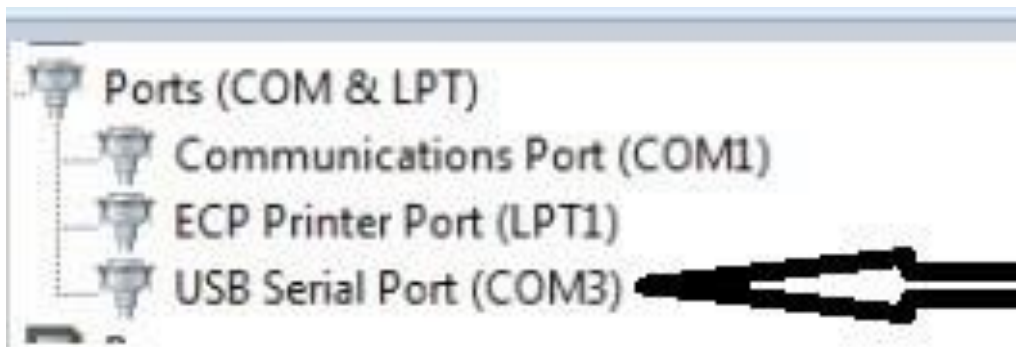 Ports (COM & LPT)
Communications Port (COM1)
ECP Printer Port (LPT1)
USB Serial Port (COM3)